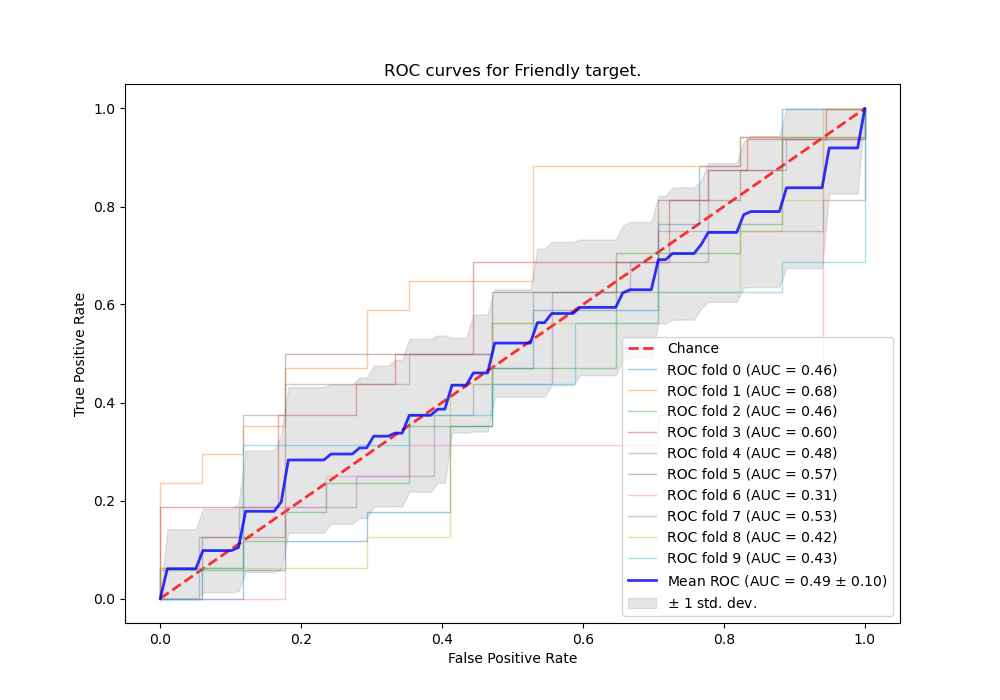 ROC curves for Friendly target.
1.0
0.8
0.6
0.4
0.2
0.0
True Positive Rate
0.0 0.2 0.4 0.6 0.8 1.0
False Positive Rate
Chance
ROC fold 0 (AUC = 0.46)
ROC fold 1 (AUC = 0.68)
ROC fold 2 (AUC = 0.46)
ROC fold 3 (AUC = 0.60)
ROC fold 4 (AUC = 0.48)
ROC fold 5 (AUC = 0.57)
ROC fold 6 (AUC = 0.31)
ROC fold 7 (AUC = 0.53)
ROC fold 8 (AUC = 0.42)
ROC fold 9 (AUC = 0.43)
Mean ROC (AUC = 0.49 ± 0.10)
± 1 std. dev.